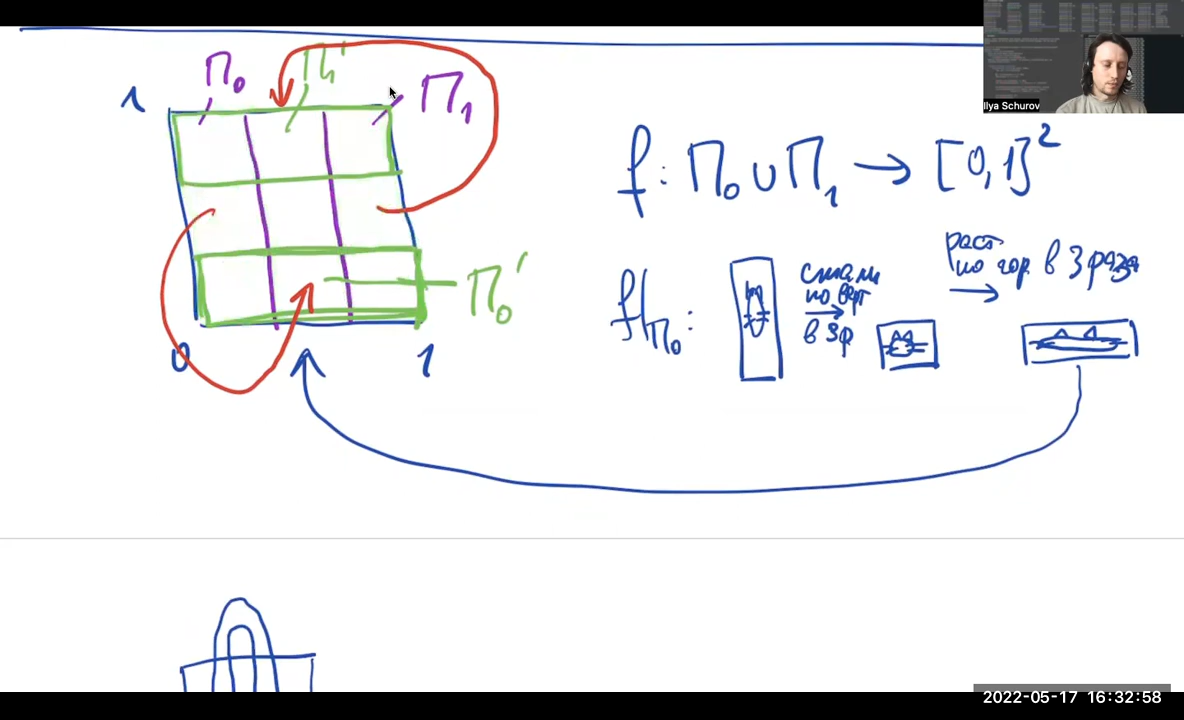 Ilya Schurov
П₀ П₁' П₁
1
f: П₀ ∪ П₁ → [0,1]²
f|П₀:
сжали
по верт
в 3р
раст
по гор. в 3 раза
П₀'
0 1
2022-05-17 16:32:58